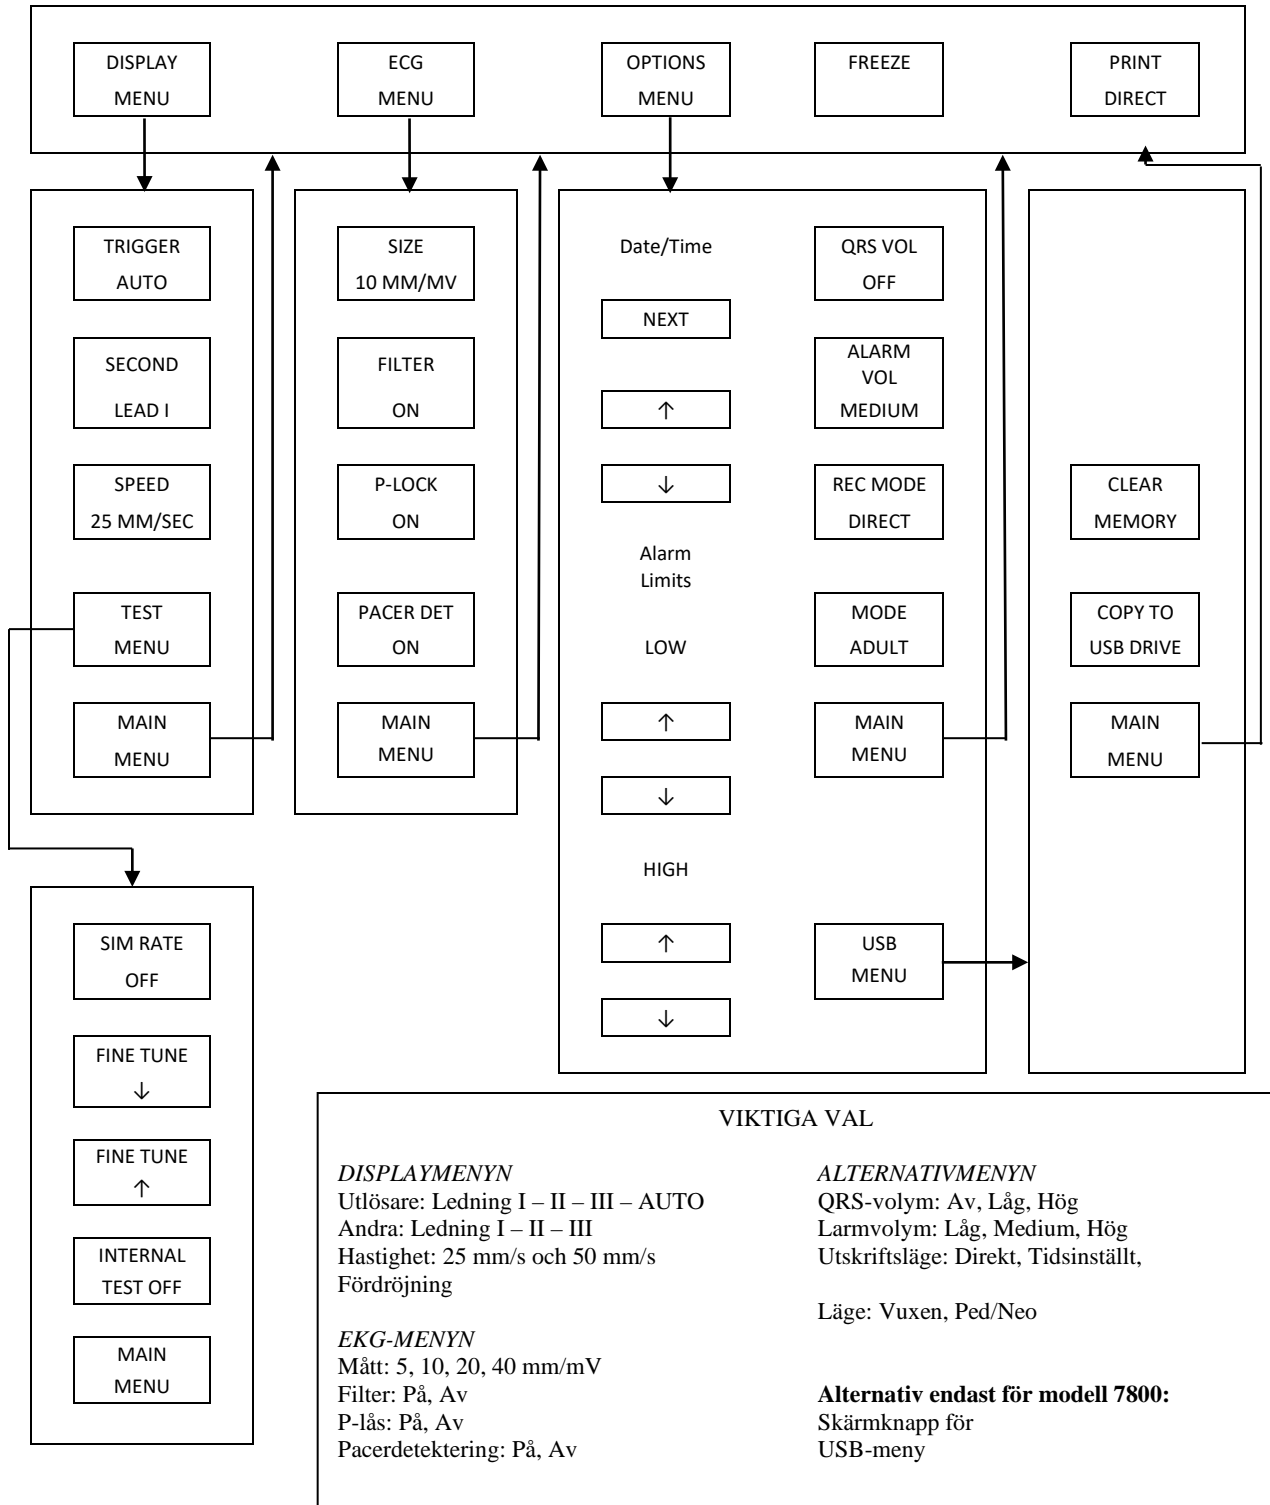 DISPLAY
MENU
ECG
MENU
OPTIONS
MENU
FREEZE
PRINT
DIRECT
TRIGGER
AUTO
SECOND
LEAD I
SPEED
25 MM/SEC
TEST
MENU
MAIN
MENU
SIZE
10 MM/MV
FILTER
ON
P-LOCK
ON
PACER DET
ON
MAIN
MENU
Date/Time
NEXT
↑
↓
Alarm
Limits
LOW
↑
↓
HIGH
↑
↓
QRS VOL
OFF
ALARM
VOL
MEDIUM
REC MODE
DIRECT
MODE
ADULT
MAIN
MENU
USB
MENU
CLEAR
MEMORY
COPY TO
USB DRIVE
MAIN
MENU
SIM RATE
OFF
FINE TUNE
↓
FINE TUNE
↑
INTERNAL
TEST OFF
MAIN
MENU
VIKTIGA VAL
DISPLAYMENYN
Utlösare: Ledning I – II – III – AUTO
Andra: Ledning I – II – III
Hastighet: 25 mm/s och 50 mm/s
Fördröjning
EKG-MENYN
Mått: 5, 10, 20, 40 mm/mV
Filter: På, Av
P-lås: På, Av
Pacerdetektering: På, Av
ALTERNATIVMENYN
QRS-volym: Av, Låg, Hög
Larmvolym: Låg, Medium, Hög
Utskriftsläge: Direkt, Tidsinställt,
Läge: Vuxen, Ped/Neo
Alternativ endast för modell 7800:
Skärmknapp för
USB-meny